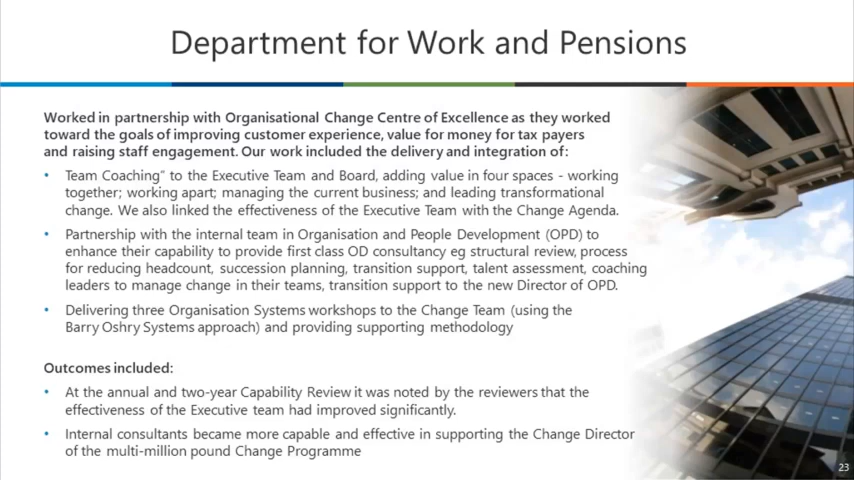 Department for Work and Pensions
Worked in partnership with Organisational Change Centre of Excellence as they worked
toward the goals of improving customer experience, value for money for tax payers
and raising staff engagement. Our work included the delivery and integration of:
• Team Coaching" to the Executive Team and Board, adding value in four spaces - working
together; working apart; managing the current business; and leading transformational
change. We also linked the effectiveness of the Executive Team with the Change Agenda.
• Partnership with the internal team in Organisation and People Development (OPD) to
enhance their capability to provide first class OD consultancy eg structural review, process
for reducing headcount, succession planning, transition support, talent assessment, coaching
leaders to manage change in their teams, transition support to the new Director of OPD.
• Delivering three Organisation Systems workshops to the Change Team (using the
Barry Oshry Systems approach) and providing supporting methodology
Outcomes included:
• At the annual and two-year Capability Review it was noted by the reviewers that the
effectiveness of the Executive team had improved significantly.
• Internal consultants became more capable and effective in supporting the Change Director
of the multi-million pound Change Programme
23